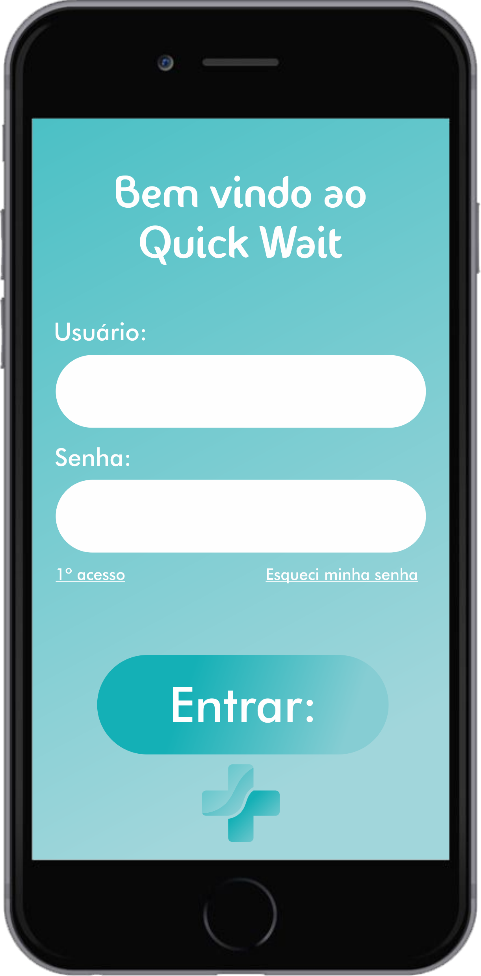 Bem vindo ao
Quick Wait
Usuário:
Senha:
1º acesso
Esqueci minha senha
Entrar: